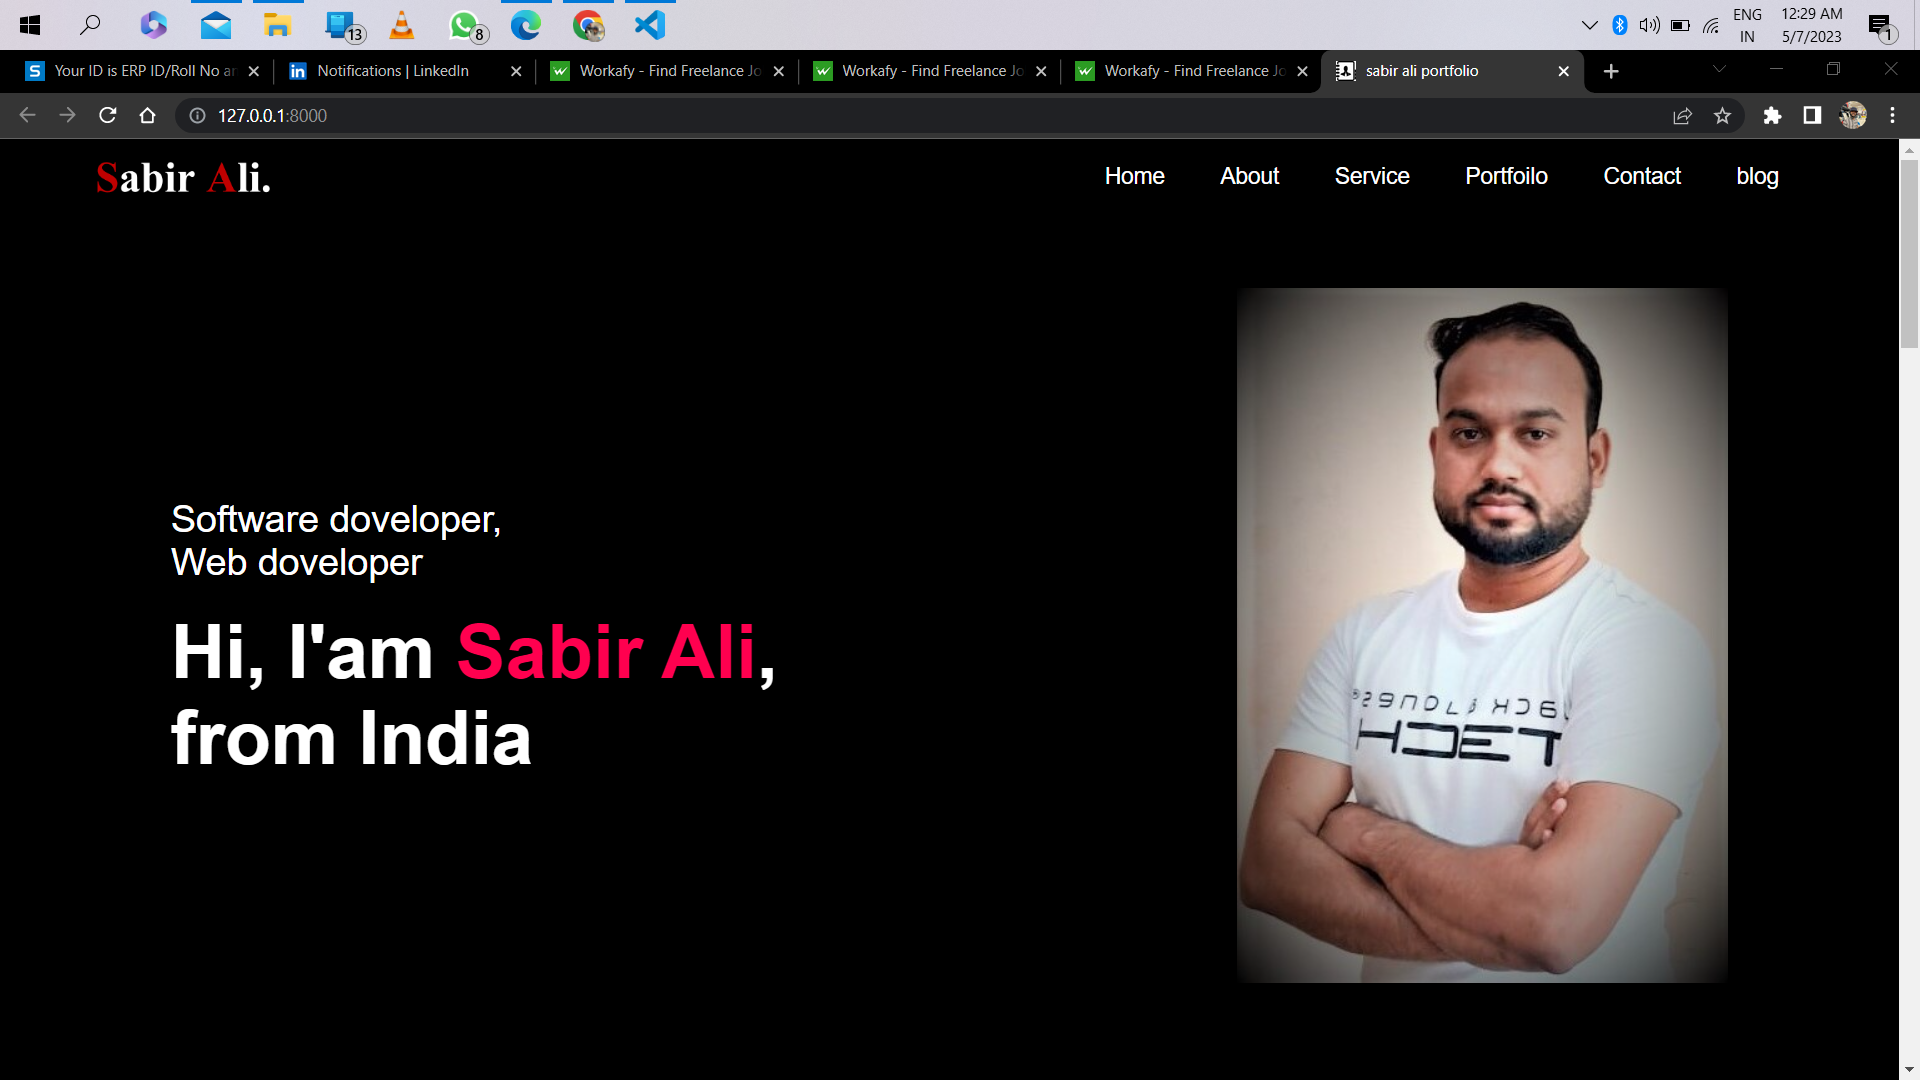 13
8
ENG
IN
12:29 AM
5/7/2023
1
Your ID is ERP ID/Roll No a
Notifications | LinkedIn
Workafy - Find Freelance Jo
Workafy - Find Freelance Jo
Workafy - Find Freelance Jo
sabir ali portfolio
127.0.0.1:8000
Sabir Ali.
Home
About
Service
Portfoilo
Contact
blog
Software doveloper,
Web doveloper
Hi, I'am Sabir Ali,
from India